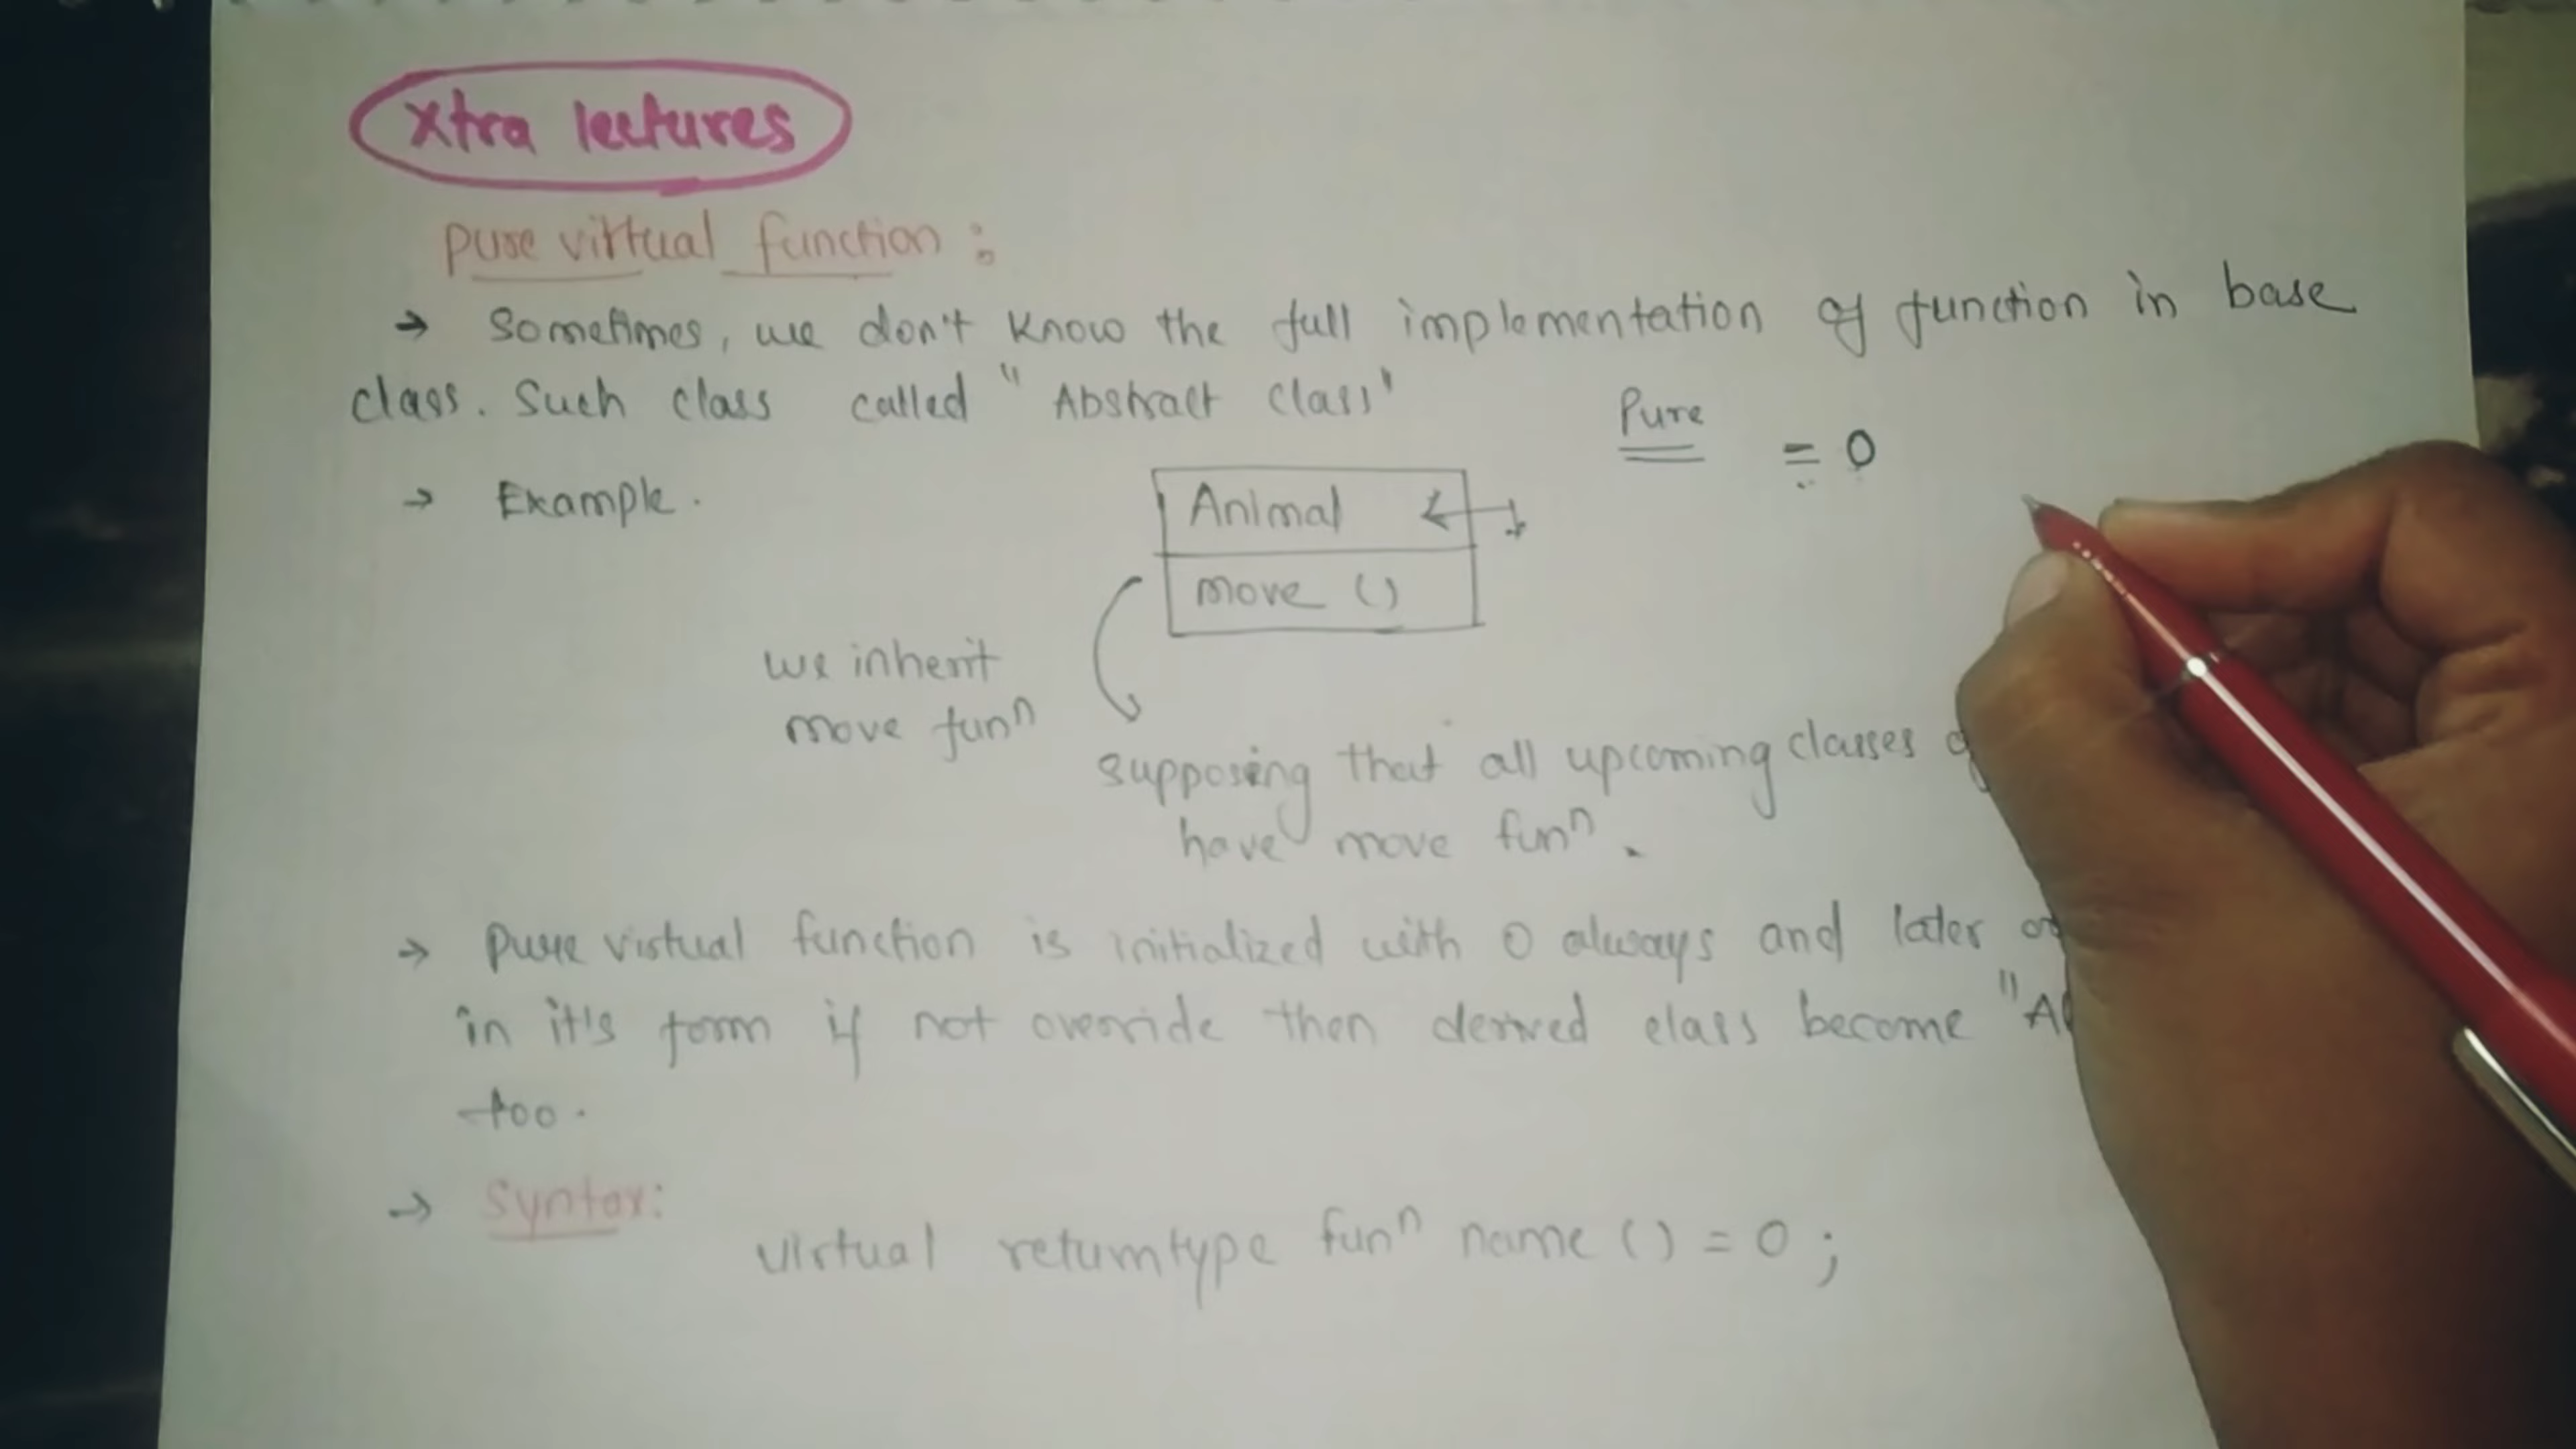 Xtra lectures
pure virtual function :
→ Sometimes, we don't know the full implementation of function in base
class. Such class called "Abstract Class"
Pure = 0
→ Example.
Animal
move ()
we inherit
move funⁿ
supposing that all upcoming classes
have move funⁿ.
→ pure virtual function is initialized with 0 always and later
in it's form if not override then derived class become "
too.
→ Syntax:
virtual returntype funⁿ name () = 0 ;